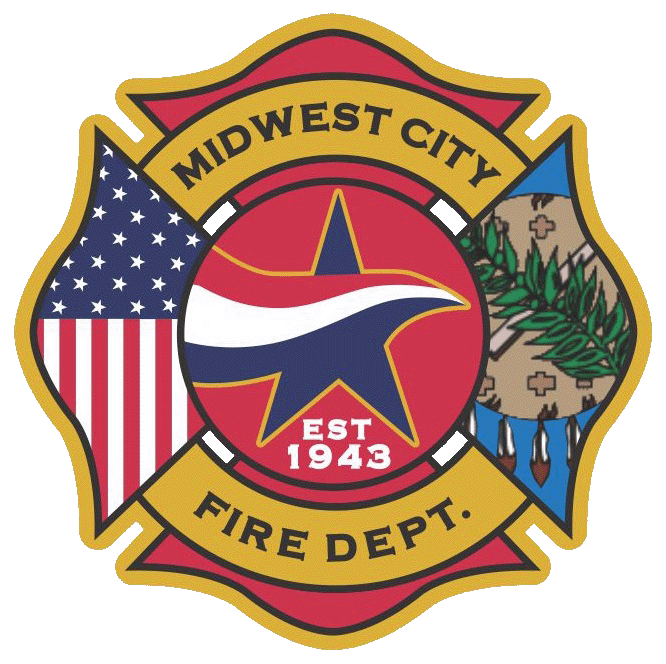 MIDWEST CITY
EST
1943
FIRE DEPT.